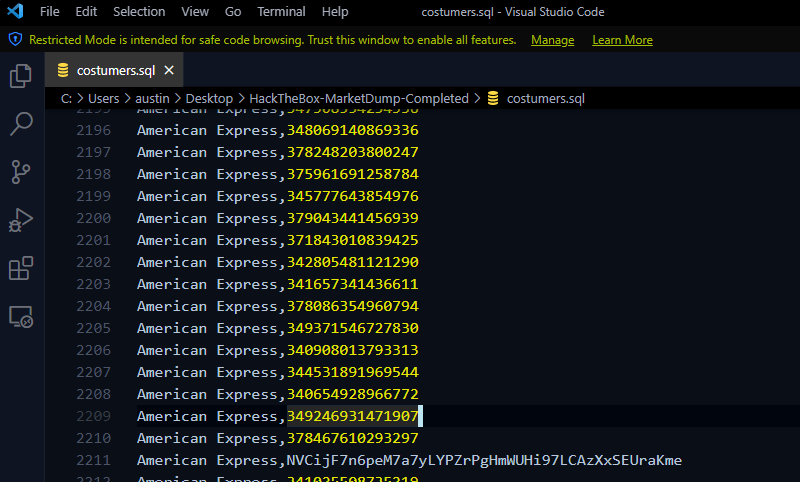 File Edit Selection View Go Terminal Help costumers.sql - Visual Studio Code
Restricted Mode is intended for safe code browsing. Trust this window to enable all features. Manage Learn More
costumers.sql
C: > Users > austin > Desktop > HackTheBox-MarketDump-Completed > costumers.sql
2196 American Express,348069140869336
2197 American Express,378248203800247
2198 American Express,375961691258784
2199 American Express,345777643854976
2200 American Express,379043441456939
2201 American Express,371843010839425
2202 American Express,342805481121290
2203 American Express,341657341436611
2204 American Express,378086354960794
2205 American Express,349371546727830
2206 American Express,340908013793313
2207 American Express,344531891969544
2208 American Express,340654928966772
2209 American Express,349246931471907
2210 American Express,378467610293297
2211 American Express,NVCijF7n6peM7a7yLYPZrPgHmWUHi97LCAzXxSEUraKme